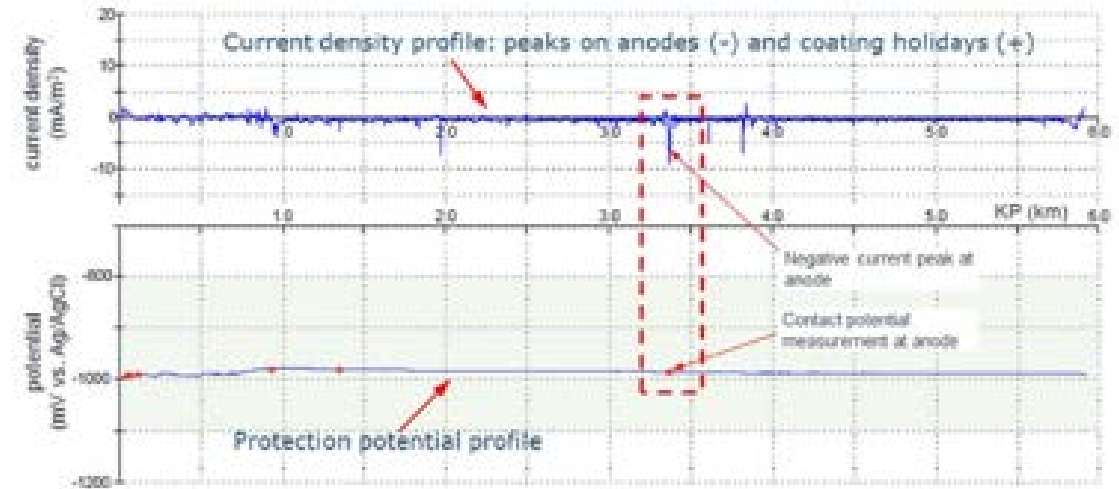 20
Current density profile: peaks on anodes (-) and coating holidays (+)
10
current density
(mA/m²)
0
1.0 2.0 3.0 4.0 5.0 6.0
-10
KP (km)
1.0 2.0 3.0 4.0 5.0 6.0
Negative current peak at
anode
-800
Contact potential
measurement at anode
potential
(mV vs. Ag/AgCl)
-1000
Protection potential profile
-1200